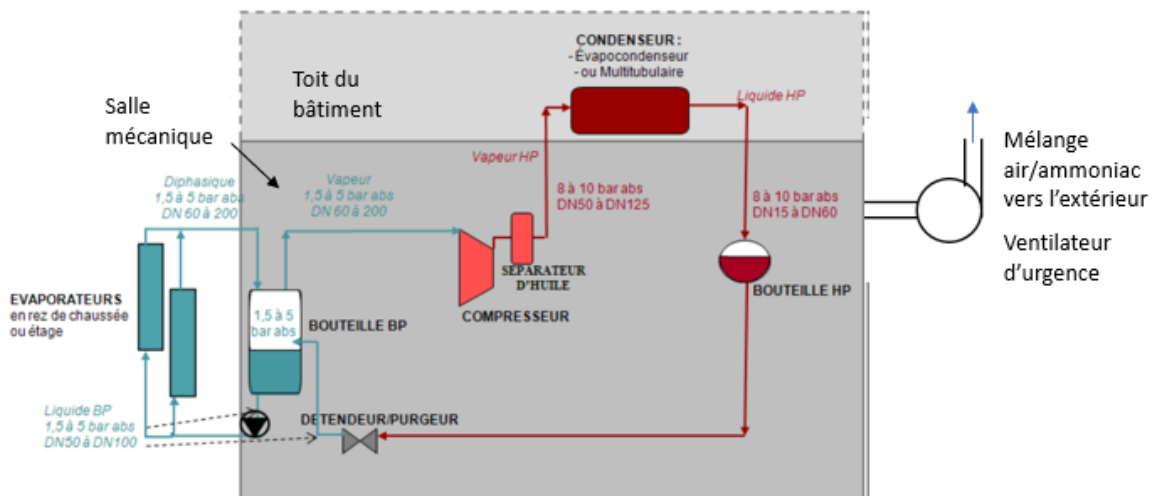 CONDENSEUR :
- Évapocondenseur
- ou Multitubulaire
Toit du
bâtiment
Liquide HP
Salle
mécanique
Vapeur HP
Mélange
air/ammoniac
vers l'extérieur
Ventilateur
d'urgence
Diphasique
1,5 à 5 bar abs
DN 60 à 200
Vapeur
1,5 à 5 bar abs
DN 60 à 200
8 à 10 bar abs
DN50 à DN125
8 à 10 bar abs
DN15 à DN60
SEPARATEUR
D'HUILE
EVAPORATEURS
en rez de chaussée
ou étage
1,5 à 5
bar abs
BOUTEILLE BP
COMPRESSEUR
BOUTEILLE HP
Liquide BP
1,5 à 5 bar abs
DN50 à DN100
DETENDEUR/PURGEUR